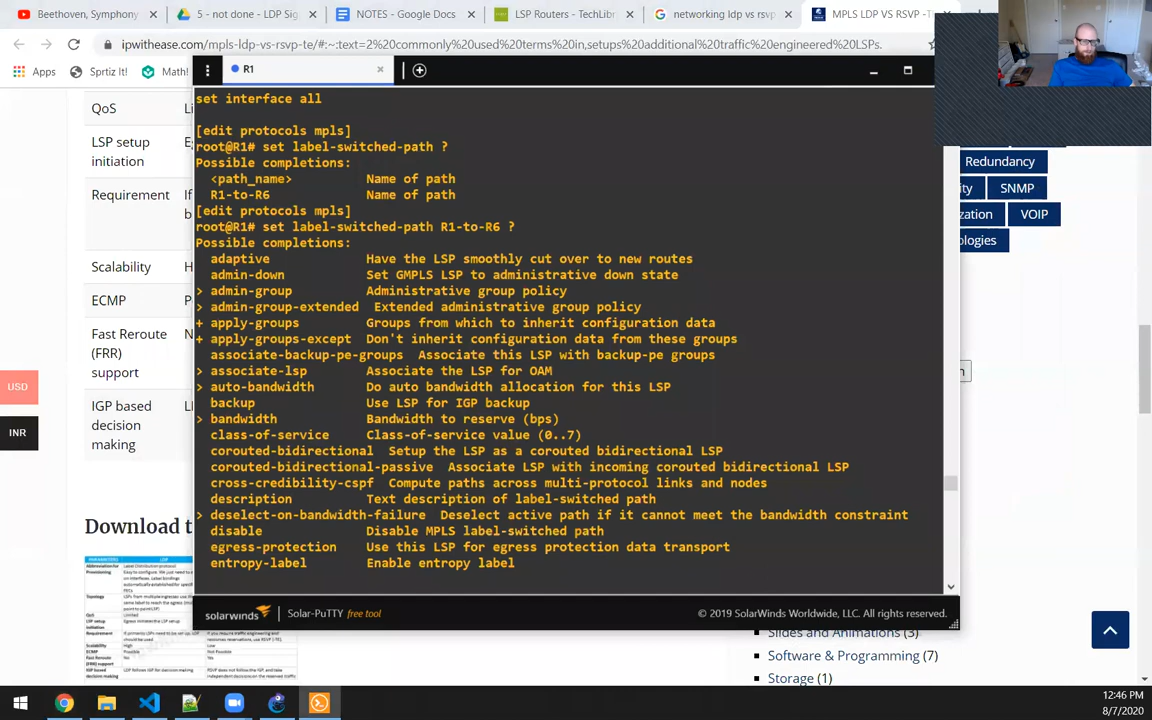 Beethoven, Symphony
5 - not done - LDP Sig
NOTES - Google Docs
LSP Routers - TechLibr
networking ldp vs rsvp
MPLS LDP VS RSVP -T
ipwithease.com/mpls-ldp-vs-rsvp-te/#:~:text=2%20commonly%20used%20terms%20in,setups%20additional%20traffic%20engineered%20LSPs.
Apps
Sprtiz It!
Math!
R1
QoS
LSP setup
initiation
Requirement
Scalability
ECMP
Fast Reroute
(FRR)
support
IGP based
decision
making
USD
INR
Download t
set interface all
[edit protocols mpls]
root@R1# set label-switched-path ?
Possible completions:
<path_name> Name of path
R1-to-R6 Name of path
[edit protocols mpls]
root@R1# set label-switched-path R1-to-R6 ?
Possible completions:
adaptive Have the LSP smoothly cut over to new routes
admin-down Set GMPLS LSP to administrative down state
> admin-group Administrative group policy
> admin-group-extended Extended administrative group policy
+ apply-groups Groups from which to inherit configuration data
+ apply-groups-except Don't inherit configuration data from these groups
associate-backup-pe-groups Associate this LSP with backup-pe groups
> associate-lsp Associate the LSP for OAM
> auto-bandwidth Do auto bandwidth allocation for this LSP
backup Use LSP for IGP backup
> bandwidth Bandwidth to reserve (bps)
class-of-service Class-of-service value (0..7)
corouted-bidirectional Setup the LSP as a corouted bidirectional LSP
corouted-bidirectional-passive Associate LSP with incoming corouted bidirectional LSP
cross-credibility-cspf Compute paths across multi-protocol links and nodes
description Text description of label-switched path
> deselect-on-bandwidth-failure Deselect active path if it cannot meet the bandwidth constraint
disable Disable MPLS label-switched path
egress-protection Use this LSP for egress protection data transport
entropy-label Enable entropy label
solarwinds
Solar-PuTTY free tool
© 2019 SolarWinds Worldwide, LLC. All rights reserved.
Redundancy
SNMP
VOIP
Slides and Animations (3)
Software & Programming (7)
Storage (1)
12:46 PM
8/7/2020